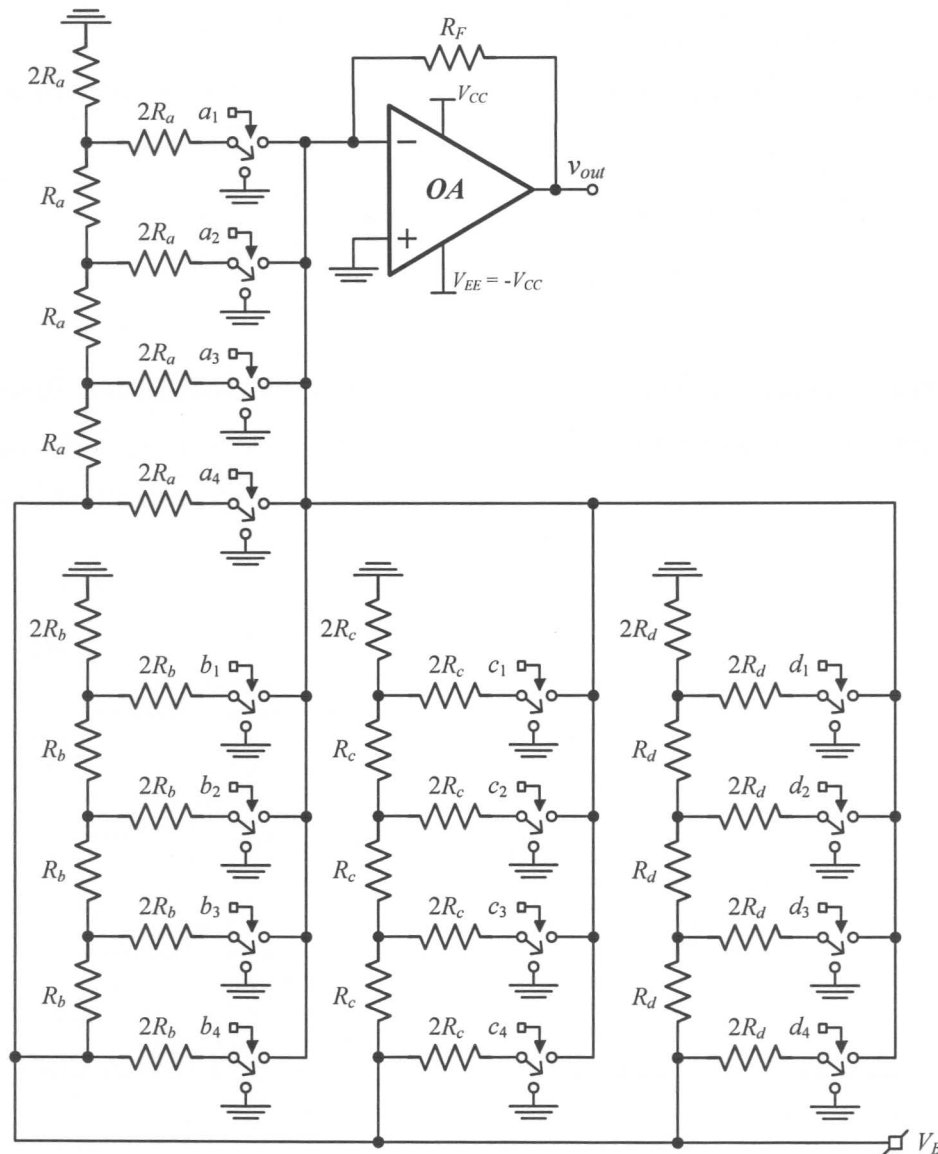 R_F
2R_a
2R_a a_1
V_CC
v_out
OA
R_a
2R_a a_2
V_EE = -V_CC
R_a
2R_a a_3
R_a
2R_a a_4
2R_b 2R_c 2R_d
2R_b b_1 2R_c c_1 2R_d d_1
R_b R_c R_d
2R_b b_2 2R_c c_2 2R_d d_2
R_b R_c R_d
2R_b b_3 2R_c c_3 2R_d d_3
R_b R_c R_d
2R_b b_4 2R_c c_4 2R_d d_4